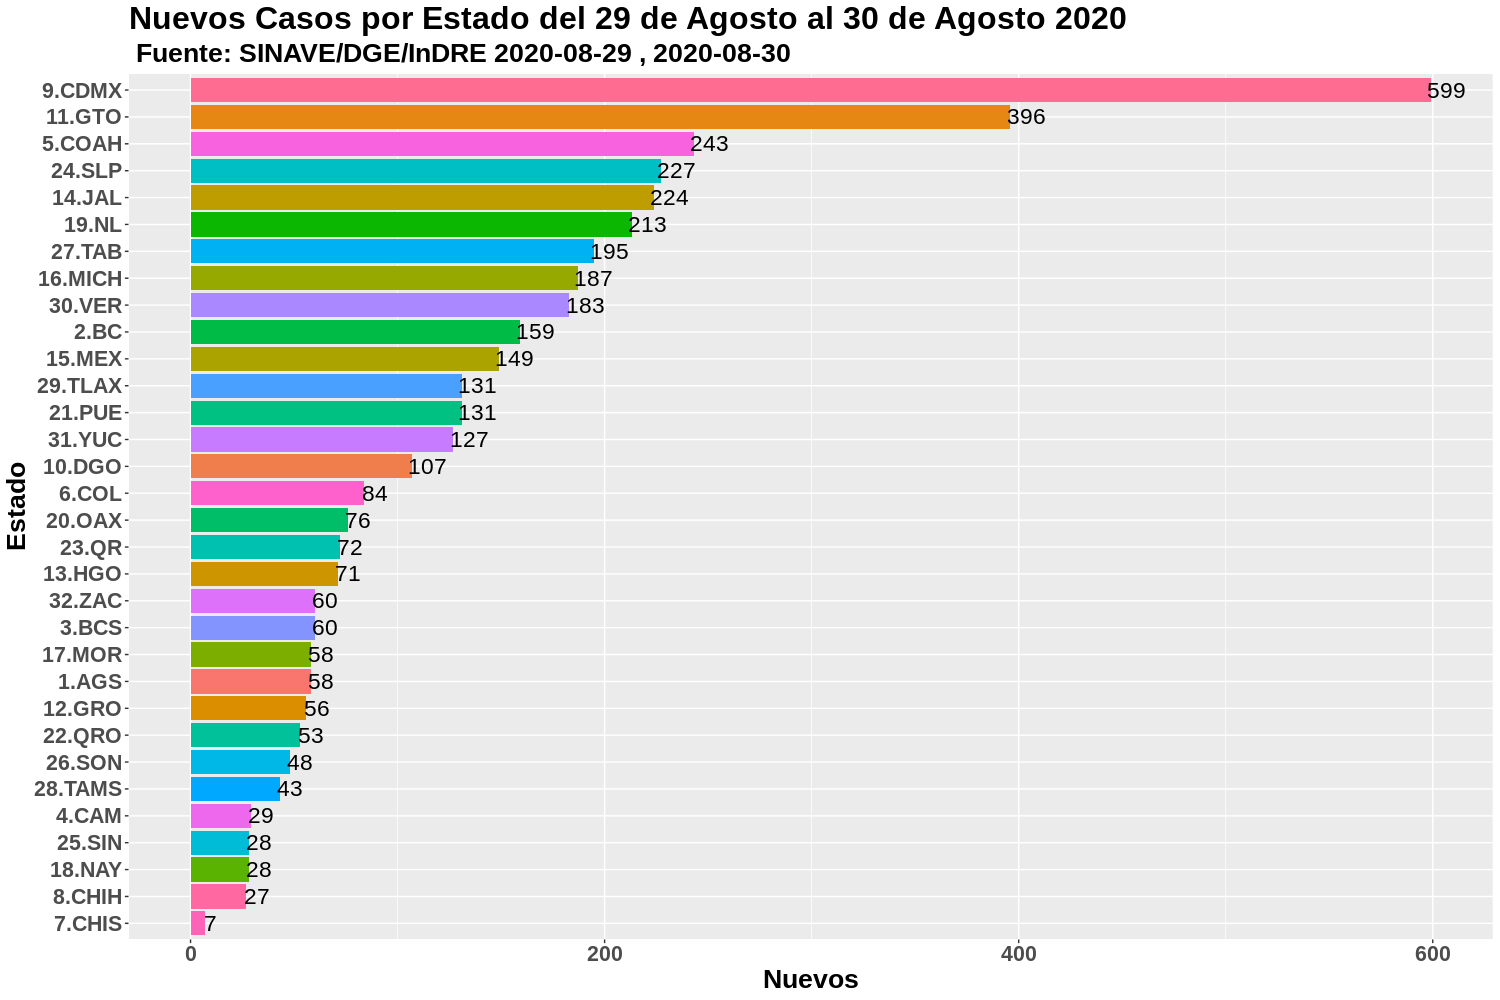 Nuevos Casos por Estado del 29 de Agosto al 30 de Agosto 2020
Fuente: SINAVE/DGE/InDRE 2020-08-29 , 2020-08-30
Estado
9.CDMX 599
11.GTO 396
5.COAH 243
24.SLP 227
14.JAL 224
19.NL 213
27.TAB 195
16.MICH 187
30.VER 183
2.BC 159
15.MEX 149
29.TLAX 131
21.PUE 131
31.YUC 127
10.DGO 107
6.COL 84
20.OAX 76
23.QR 72
13.HGO 71
32.ZAC 60
3.BCS 60
17.MOR 58
1.AGS 58
12.GRO 56
22.QRO 53
26.SON 48
28.TAMS 43
4.CAM 29
25.SIN 28
18.NAY 28
8.CHIH 27
7.CHIS 7
0 200 400 600
Nuevos